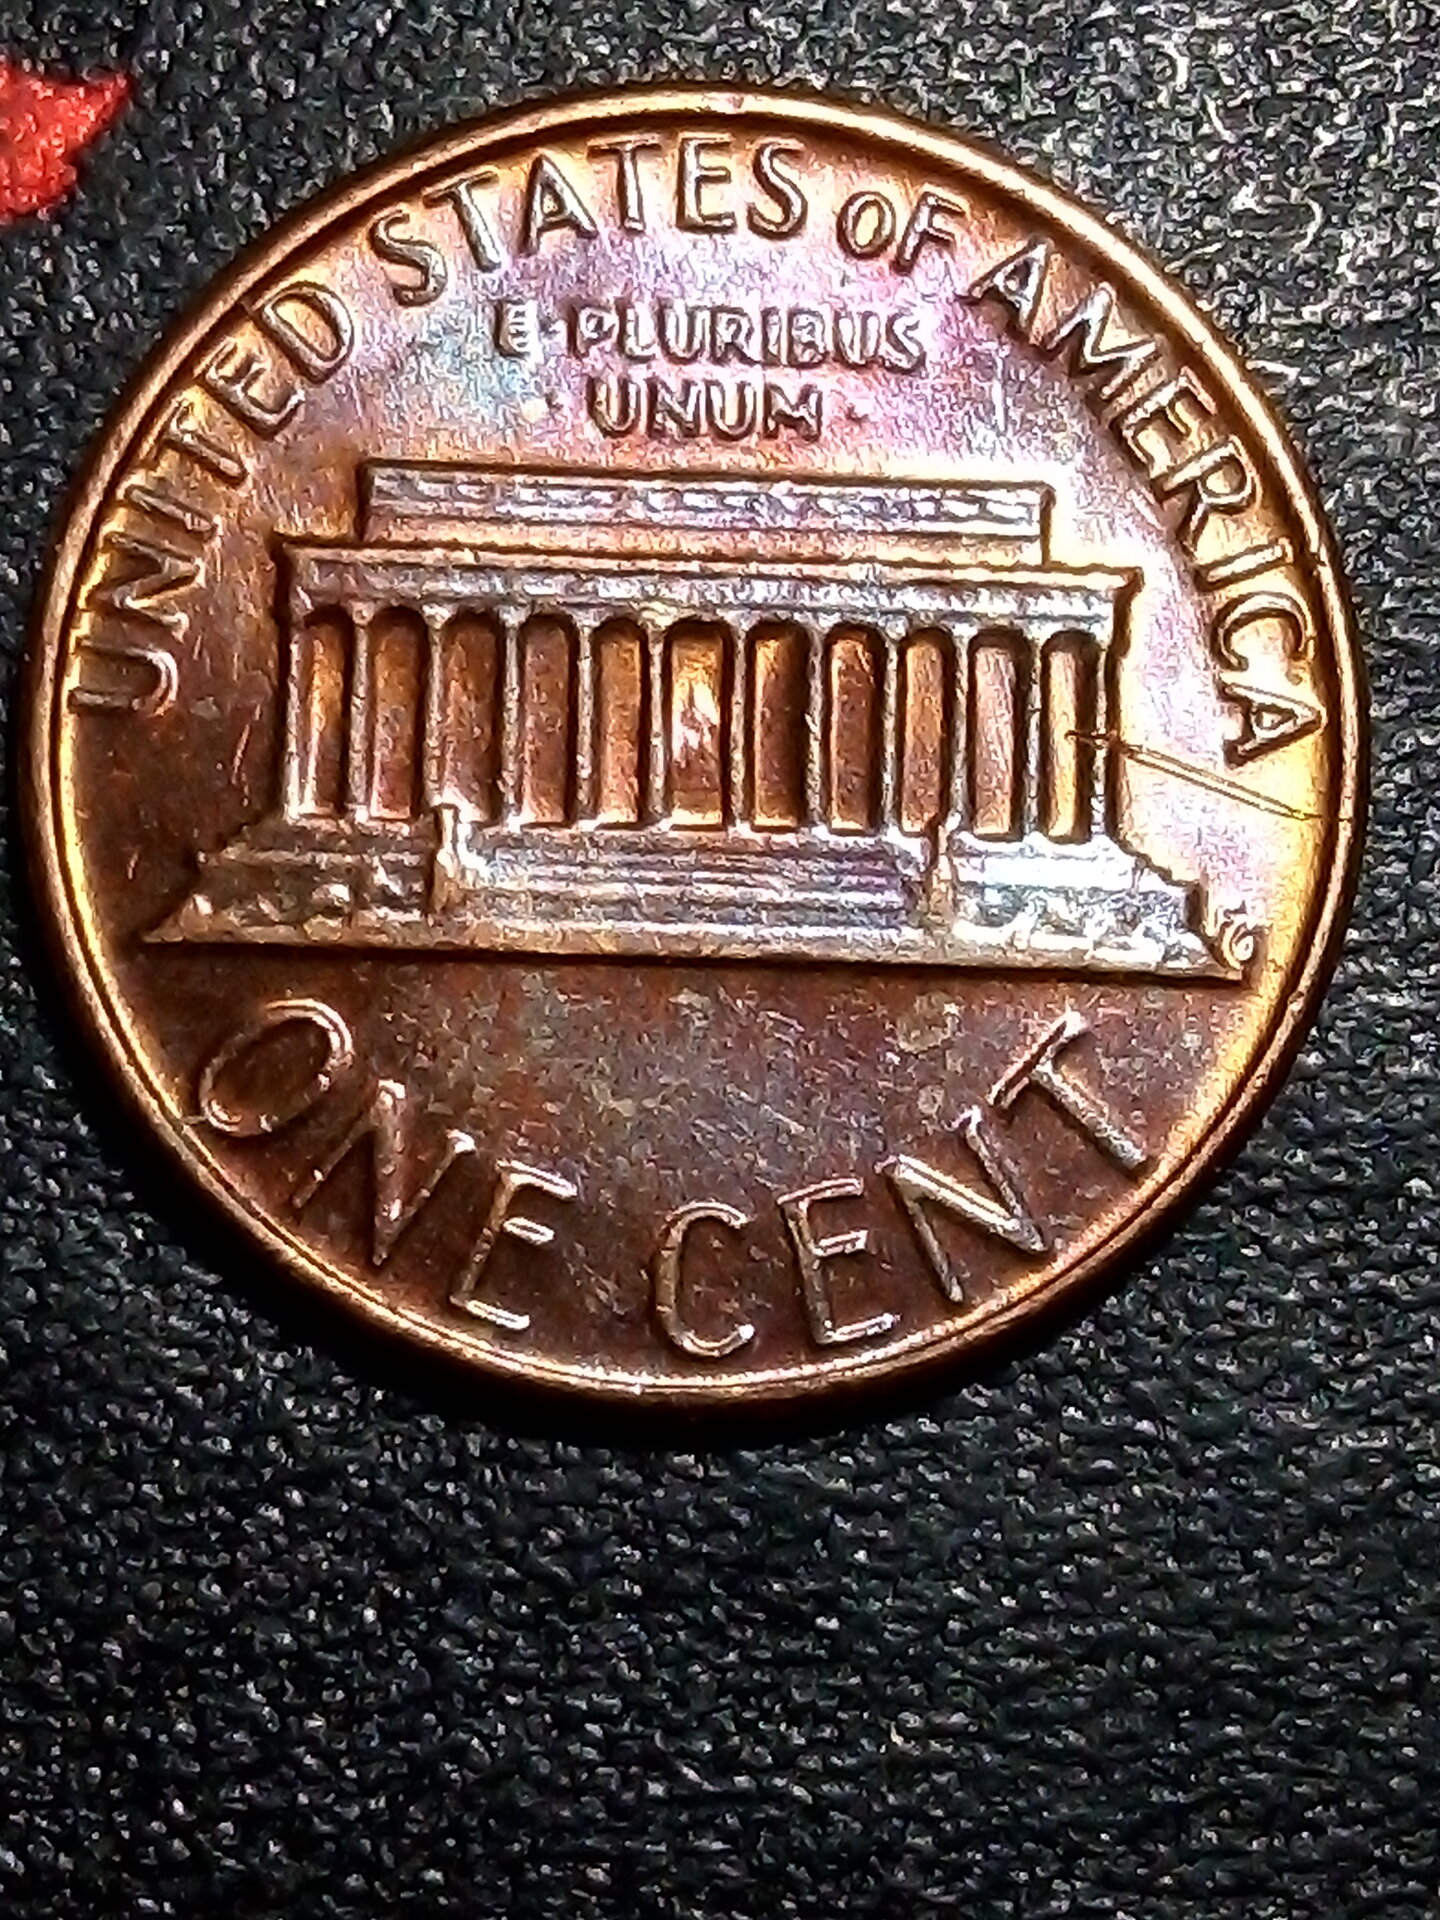 UNITED STATES OF AMERICA
E·PLURIBUS
·UNUM·
ONE CENT